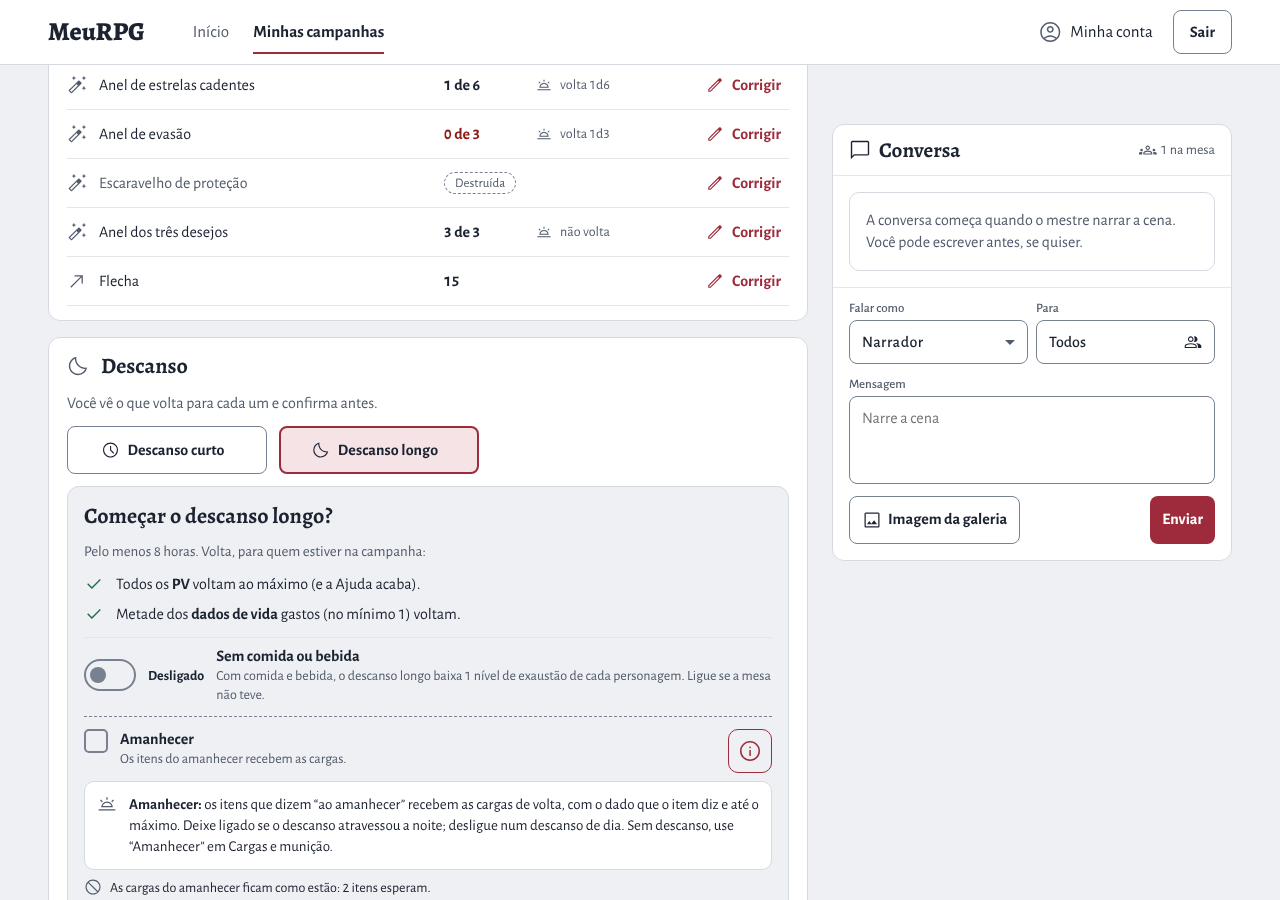 MeuRPG
Início
Minhas campanhas
Minha conta
Sair
Anel de estrelas cadentes
1 de 6
volta 1d6
Corrigir
Anel de evasão
0 de 3
volta 1d3
Corrigir
Escaravelho de proteção
Destruída
Corrigir
Anel dos três desejos
3 de 3
não volta
Corrigir
Flecha
15
Corrigir
Descanso
Você vê o que volta para cada um e confirma antes.
Descanso curto
Descanso longo
Começar o descanso longo?
Pelo menos 8 horas. Volta, para quem estiver na campanha:
Todos os PV voltam ao máximo (e a Ajuda acaba).
Metade dos dados de vida gastos (no mínimo 1) voltam.
Desligado
Sem comida ou bebida
Com comida e bebida, o descanso longo baixa 1 nível de exaustão de cada personagem. Ligue se a mesa
não teve.
Amanhecer
Os itens do amanhecer recebem as cargas.
Amanhecer: os itens que dizem “ao amanhecer” recebem as cargas de volta, com o dado que o item diz e até o
máximo. Deixe ligado se o descanso atravessou a noite; desligue num descanso de dia. Sem descanso, use
“Amanhecer” em Cargas e munição.
As cargas do amanhecer ficam como estão: 2 itens esperam.
Conversa
1 na mesa
A conversa começa quando o mestre narrar a cena.
Você pode escrever antes, se quiser.
Falar como
Para
Narrador
Todos
Mensagem
Narre a cena
Imagem da galeria
Enviar